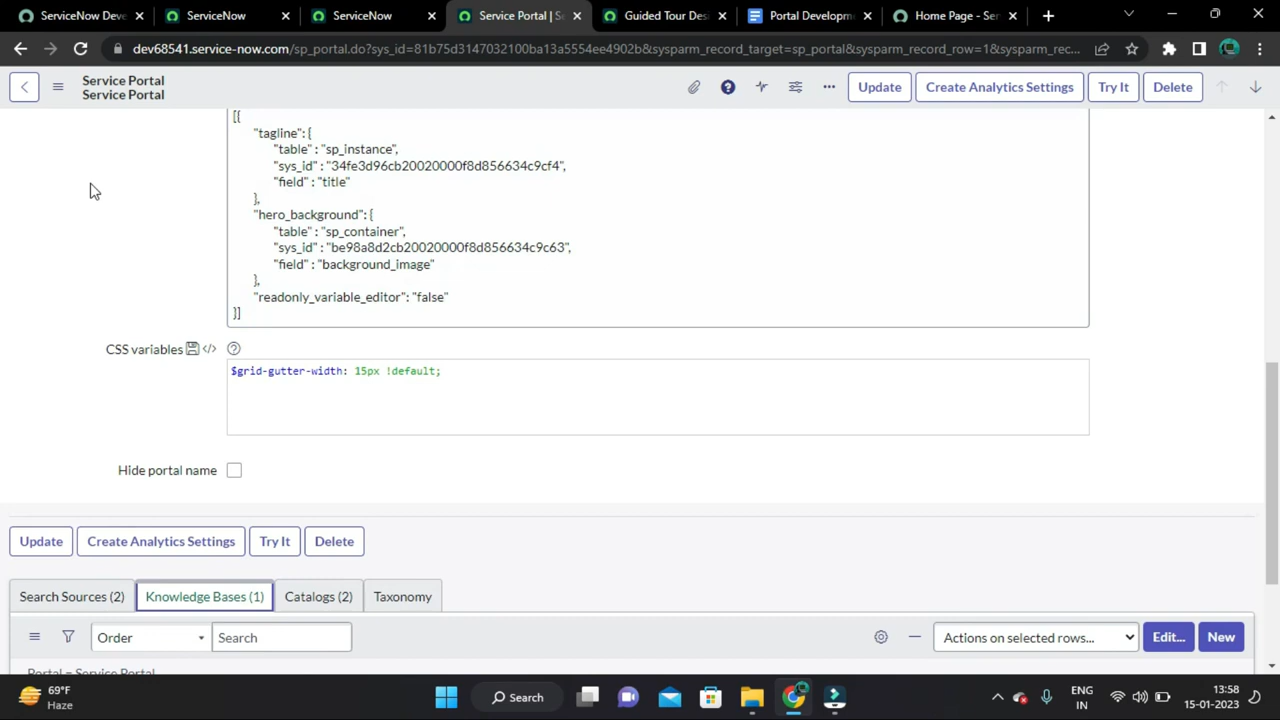 ServiceNow Deve
ServiceNow
ServiceNow
Service Portal | S
Guided Tour Des
Portal Developm
Home Page - Ser
dev68541.service-now.com/sp_portal.do?sys_id=81b75d3147032100ba13a5554ee4902b&sysparm_record_target=sp_portal&sysparm_record_row=1&sysparm_rec...
Service Portal
Service Portal
Update
Create Analytics Settings
Try It
Delete
[{
"tagline":{
"table" : "sp_instance",
"sys_id" : "34fe3d96cb20020000f8d856634c9cf4",
"field" : "title"
},
"hero_background":{
"table" : "sp_container",
"sys_id" : "be98a8d2cb20020000f8d856634c9c63",
"field" : "background_image"
},
"readonly_variable_editor": "false"
}]
CSS variables
$grid-gutter-width: 15px !default;
Hide portal name
Update
Create Analytics Settings
Try It
Delete
Search Sources (2)
Knowledge Bases (1)
Catalogs (2)
Taxonomy
Order
Search
Actions on selected rows...
Edit...
New
Portal = Service Portal
69°F
Haze
Search
ENG
IN
13:58
15-01-2023